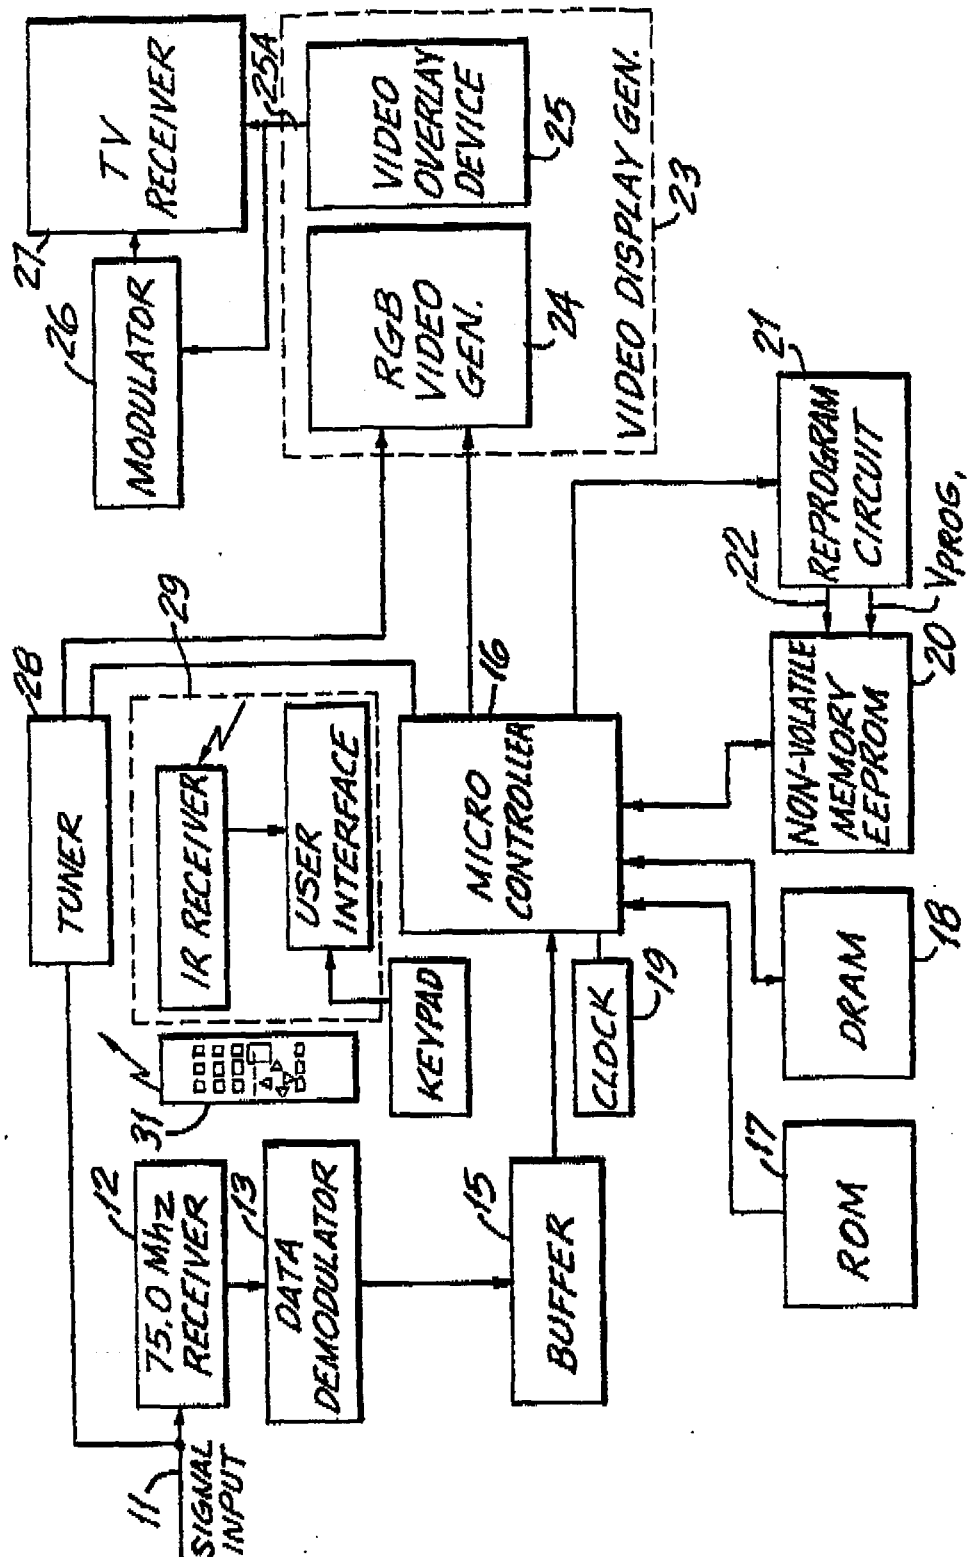 11
SIGNAL
INPUT
12
75.0 Mhz
RECEIVER
13
DATA
DEMODULATOR
15
BUFFER
31
28
TUNER
29
IR RECEIVER
USER
INTERFACE
KEYPAD
16
MICRO
CONTROLLER
CLOCK
19
17
ROM
DRAM
18
NON-VOLATILE
MEMORY
EEPROM
20
22
VPROG.
21
REPROGRAM
CIRCUIT
26
MODULATOR
27
TV
RECEIVER
25A
RGB
VIDEO
GEN.
24
VIDEO
OVERLAY
DEVICE
25
VIDEO DISPLAY GEN.
23